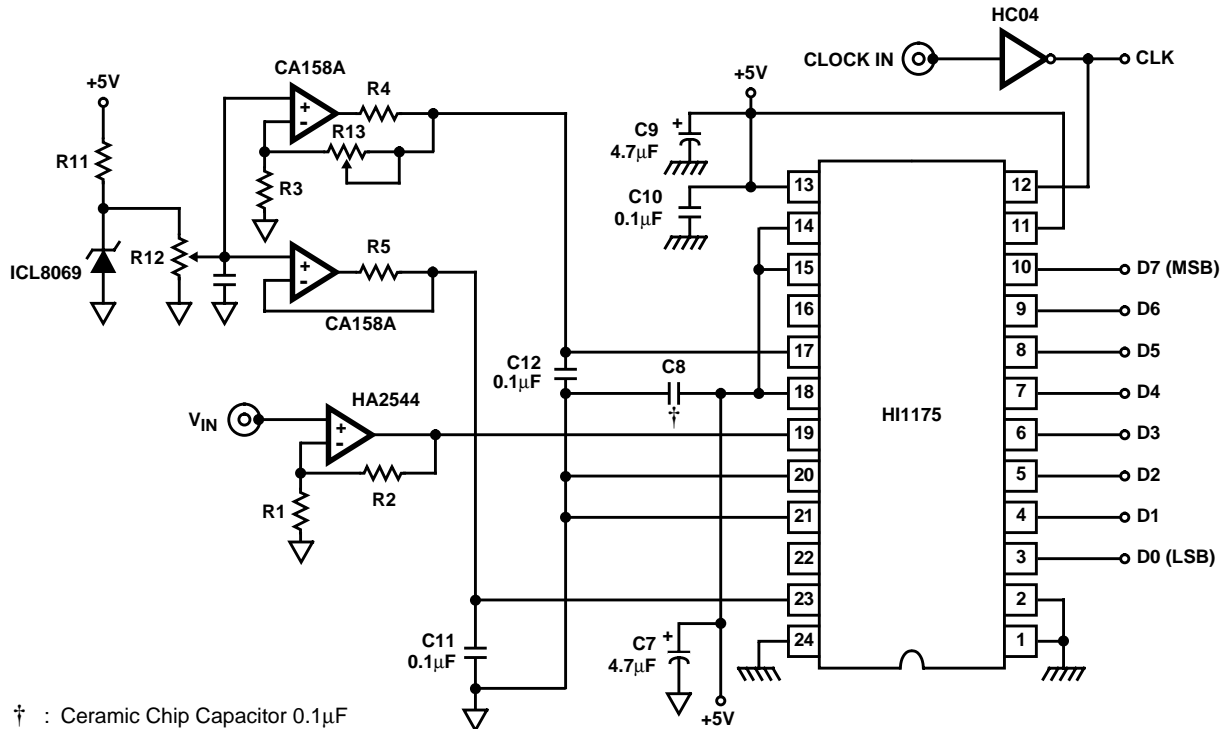 HC04
CLOCK IN
CLK
+5V
CA158A
R4
+
-
R13
R11
R3
ICL8069
R12
+
-
R5
CA158A
+5V
+
C9
4.7µF
C10
0.1µF
C12
0.1µF
C8
†
VIN
HA2544
+
-
R2
R1
C11
0.1µF
+
C7
4.7µF
+5V
HI1175
13
14
15
16
17
18
19
20
21
22
23
24
12
11
10
9
8
7
6
5
4
3
2
1
D7 (MSB)
D6
D5
D4
D3
D2
D1
D0 (LSB)
† : Ceramic Chip Capacitor 0.1µF